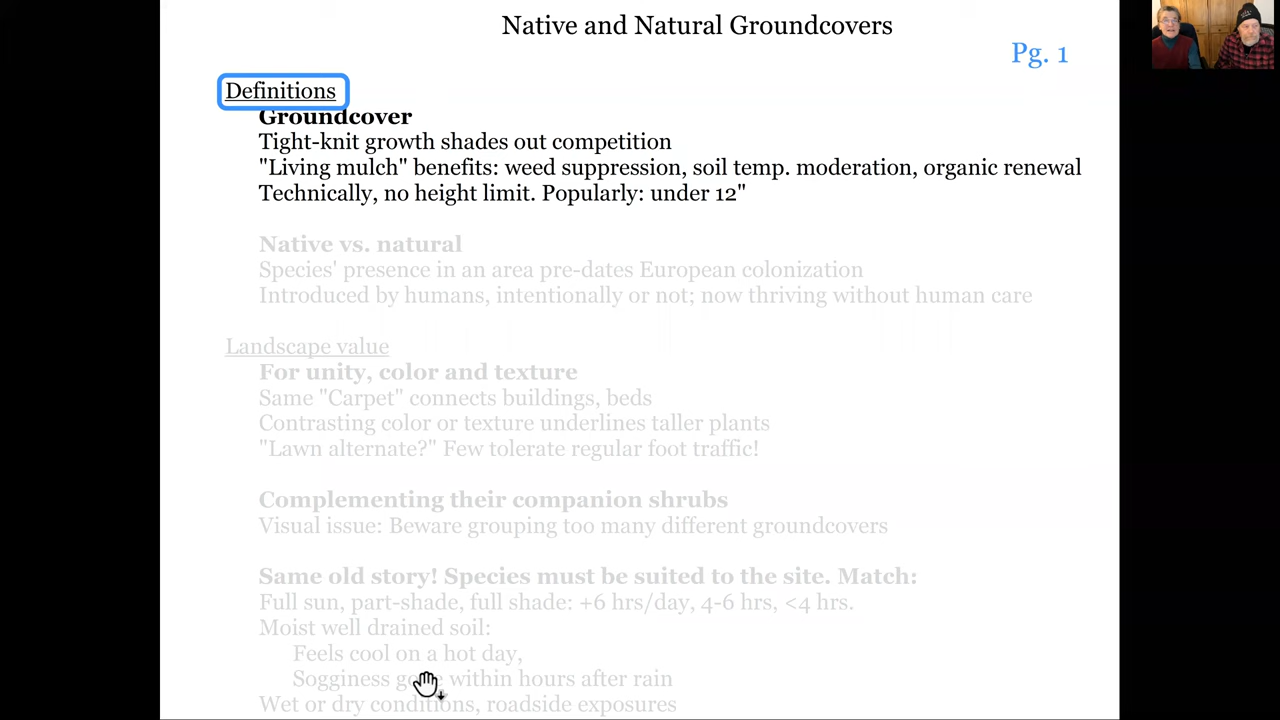 Native and Natural Groundcovers
Pg. 1
Definitions
Groundcover
Tight-knit growth shades out competition
"Living mulch" benefits: weed suppression, soil temp. moderation, organic renewal
Technically, no height limit. Popularly: under 12"
Native vs. natural
Species' presence in an area pre-dates European colonization
Introduced by humans, intentionally or not; now thriving without human care
Landscape value
For unity, color and texture
Same "Carpet" connects buildings, beds
Contrasting color or texture underlines taller plants
"Lawn alternate?" Few tolerate regular foot traffic!
Complementing their companion shrubs
Visual issue: Beware grouping too many different groundcovers
Same old story! Species must be suited to the site. Match:
Full sun, part-shade, full shade: +6 hrs/day, 4-6 hrs, <4 hrs.
Moist well drained soil:
Feels cool on a hot day,
Sogginess gone within hours after rain
Wet or dry conditions, roadside exposures